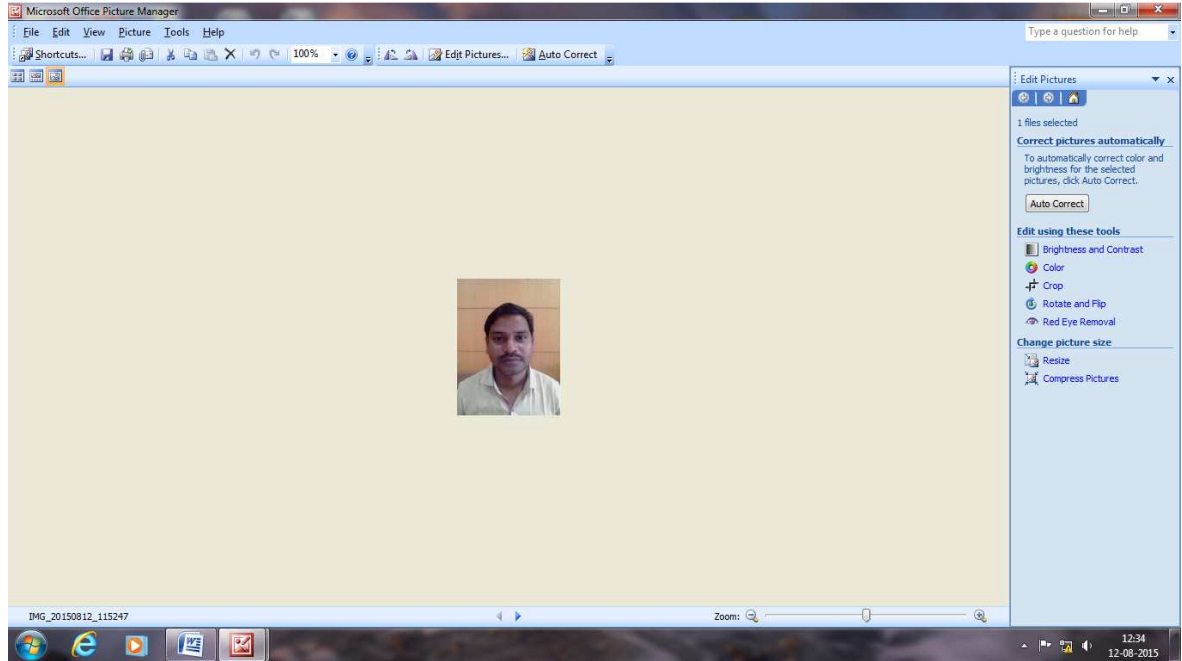 Microsoft Office Picture Manager
File Edit View Picture Tools Help
Type a question for help
Shortcuts...
100%
Edit Pictures...
Auto Correct
Edit Pictures
1 files selected
Correct pictures automatically
To automatically correct color and
brightness for the selected
pictures, click Auto Correct.
Auto Correct
Edit using these tools
Brightness and Contrast
Color
Crop
Rotate and Flip
Red Eye Removal
Change picture size
Resize
Compress Pictures
IMG_20150812_115247
Zoom:
12:34
12-08-2015